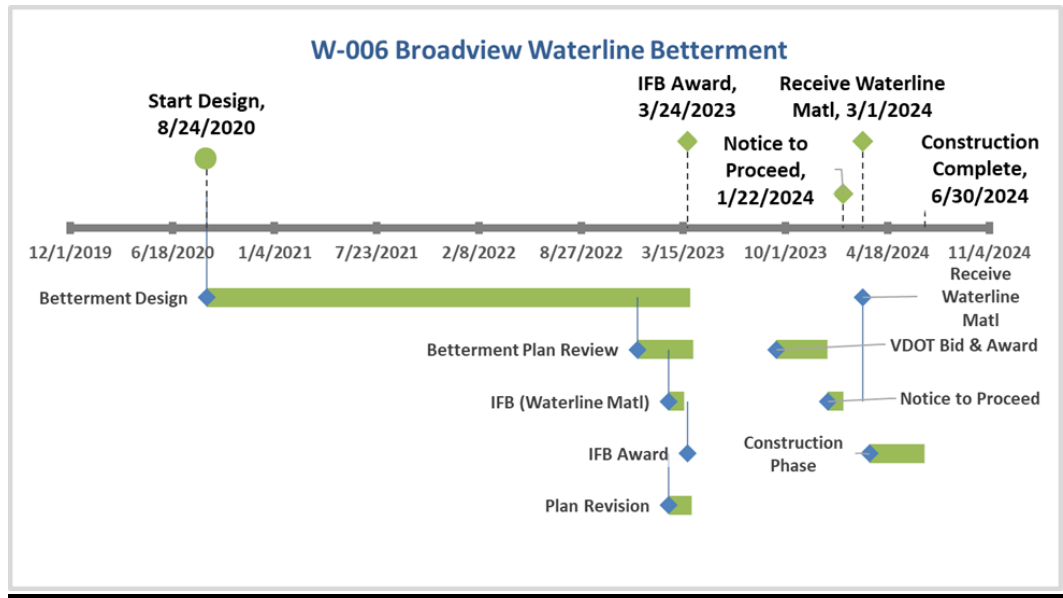 W-006 Broadview Waterline Betterment
Start Design,
8/24/2020
IFB Award,
3/24/2023
Receive Waterline
Matl, 3/1/2024
Notice to
Proceed,
1/22/2024
Construction
Complete,
6/30/2024
12/1/2019
6/18/2020
1/4/2021
7/23/2021
2/8/2022
8/27/2022
3/15/2023
10/1/2023
4/18/2024
11/4/2024
Betterment Design
Receive
Waterline
Matl
Betterment Plan Review
VDOT Bid & Award
IFB (Waterline Matl)
Notice to Proceed
IFB Award
Construction
Phase
Plan Revision